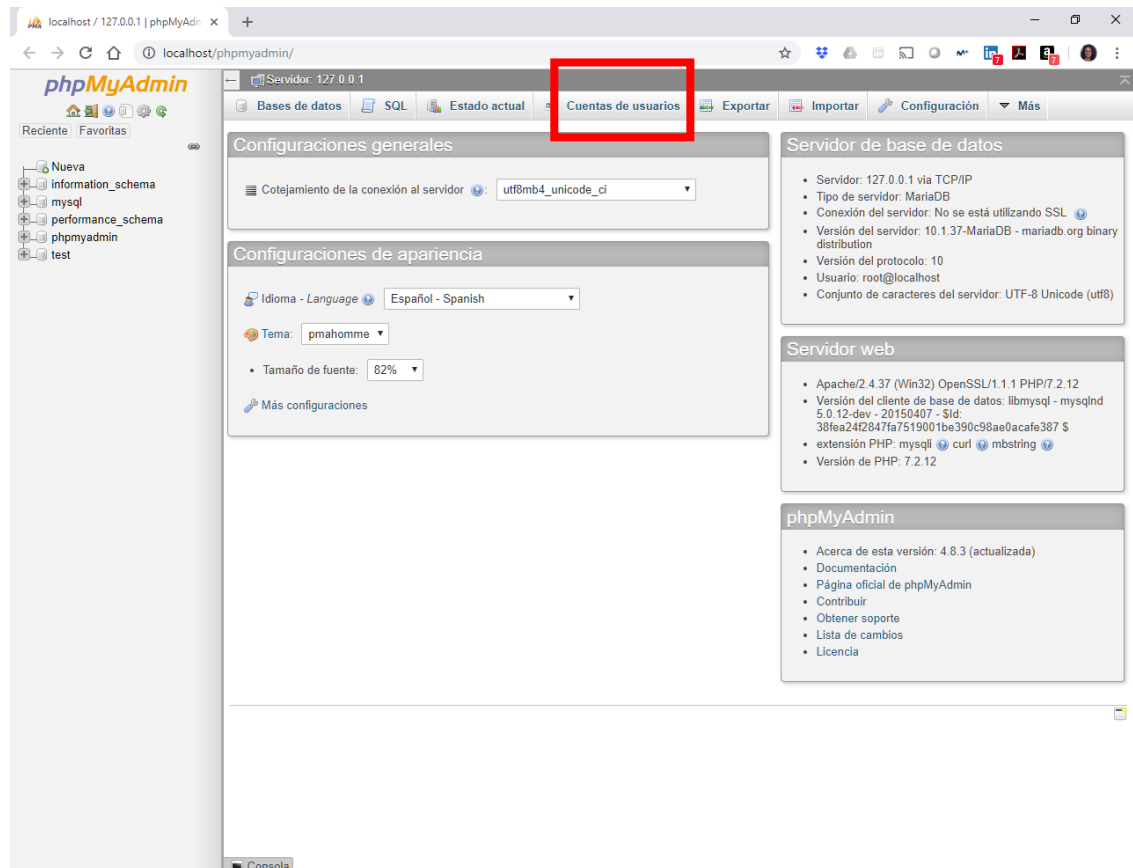 localhost / 127.0.0.1 | phpMyAdn
localhost/phpmyadmin/
7
7
phpMyAdmin
Reciente Favoritas
Nueva
information_schema
mysql
performance_schema
phpmyadmin
test
Servidor: 127.0.0.1
Bases de datos SQL Estado actual Cuentas de usuarios Exportar Importar Configuración Más
Configuraciones generales
Cotejamiento de la conexión al servidor : utf8mb4_unicode_ci
Configuraciones de apariencia
Idioma - Language Español - Spanish
Tema: pmahomme
Tamaño de fuente: 82%
Más configuraciones
Servidor de base de datos
Servidor: 127.0.0.1 via TCP/IP
Tipo de servidor: MariaDB
Conexión del servidor: No se está utilizando SSL
Versión del servidor: 10.1.37-MariaDB - mariadb.org binary
distribution
Versión del protocolo: 10
Usuario: root@localhost
Conjunto de caracteres del servidor: UTF-8 Unicode (utf8)
Servidor web
Apache/2.4.37 (Win32) OpenSSL/1.1.1 PHP/7.2.12
Versión del cliente de base de datos: libmysql - mysqlnd
5.0.12-dev - 20150407 - $Id:
38fea24f2847fa7519001be390c98ae0acafe387 $
extensión PHP: mysqli curl mbstring
Versión de PHP: 7.2.12
phpMyAdmin
Acerca de esta versión: 4.8.3 (actualizada)
Documentación
Página oficial de phpMyAdmin
Contribuir
Obtener soporte
Lista de cambios
Licencia
Consola